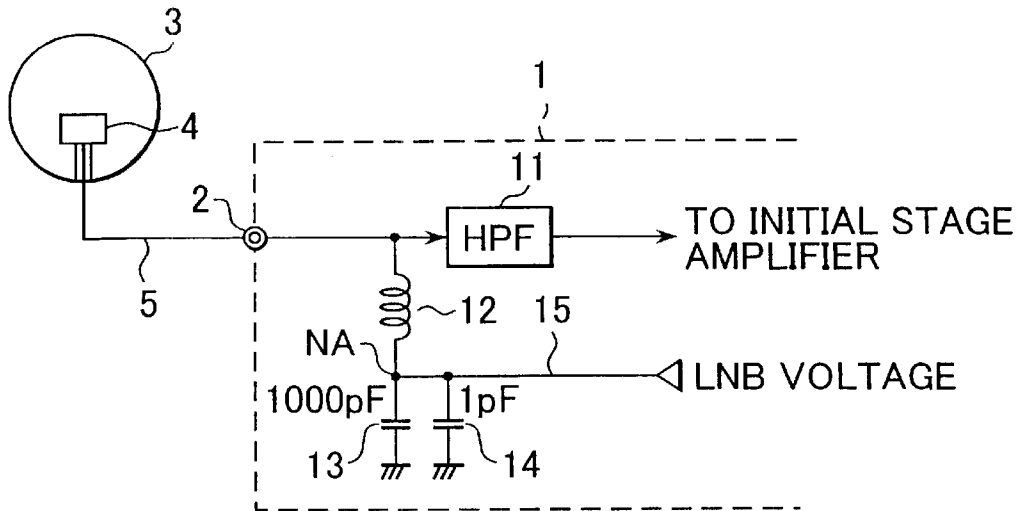 3
1
4
11
2
HPF
TO INITIAL STAGE
AMPLIFIER
5
12
15
NA
LNB VOLTAGE
1000pF
1pF
13
14